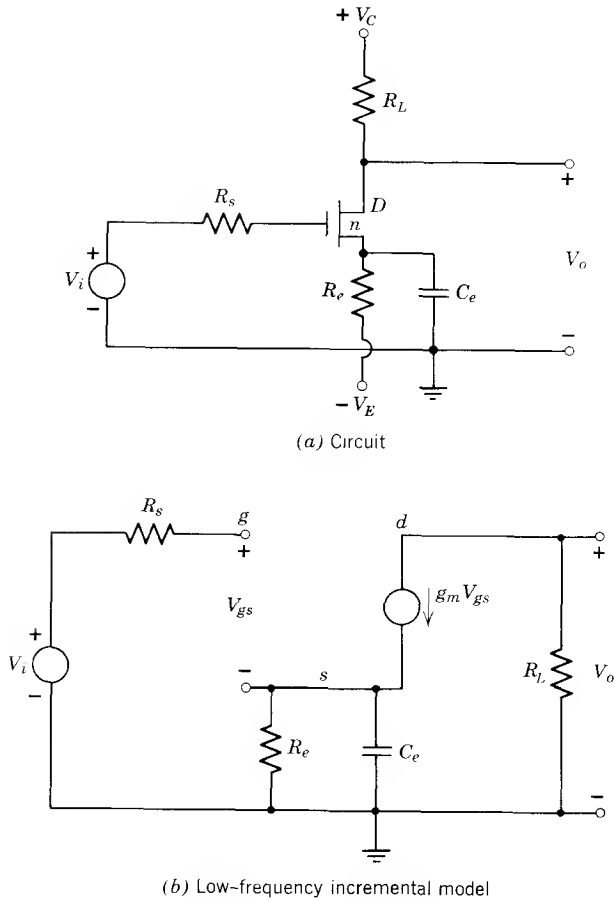 + V_C
R_L
+
D
R_s
n
+
V_i
V_o
R_e
C_e
−
−
− V_E
(a) Circuit
R_s
g
d
+
+
g_m V_gs
V_gs
+
V_i
−
s
R_L
V_o
−
R_e
C_e
−
(b) Low-frequency incremental model